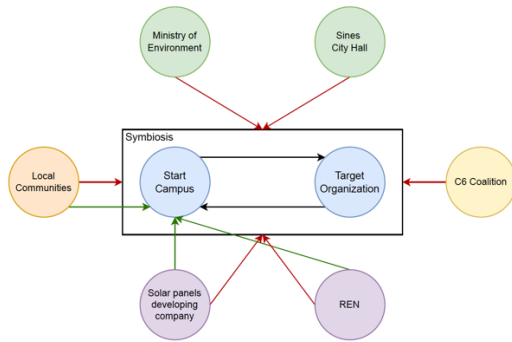 Ministry of
Environment
Sines
City Hall
Symbiosis
Local
Communities
Start
Campus
Target
Organization
C6 Coalition
Solar panels
developing
company
REN